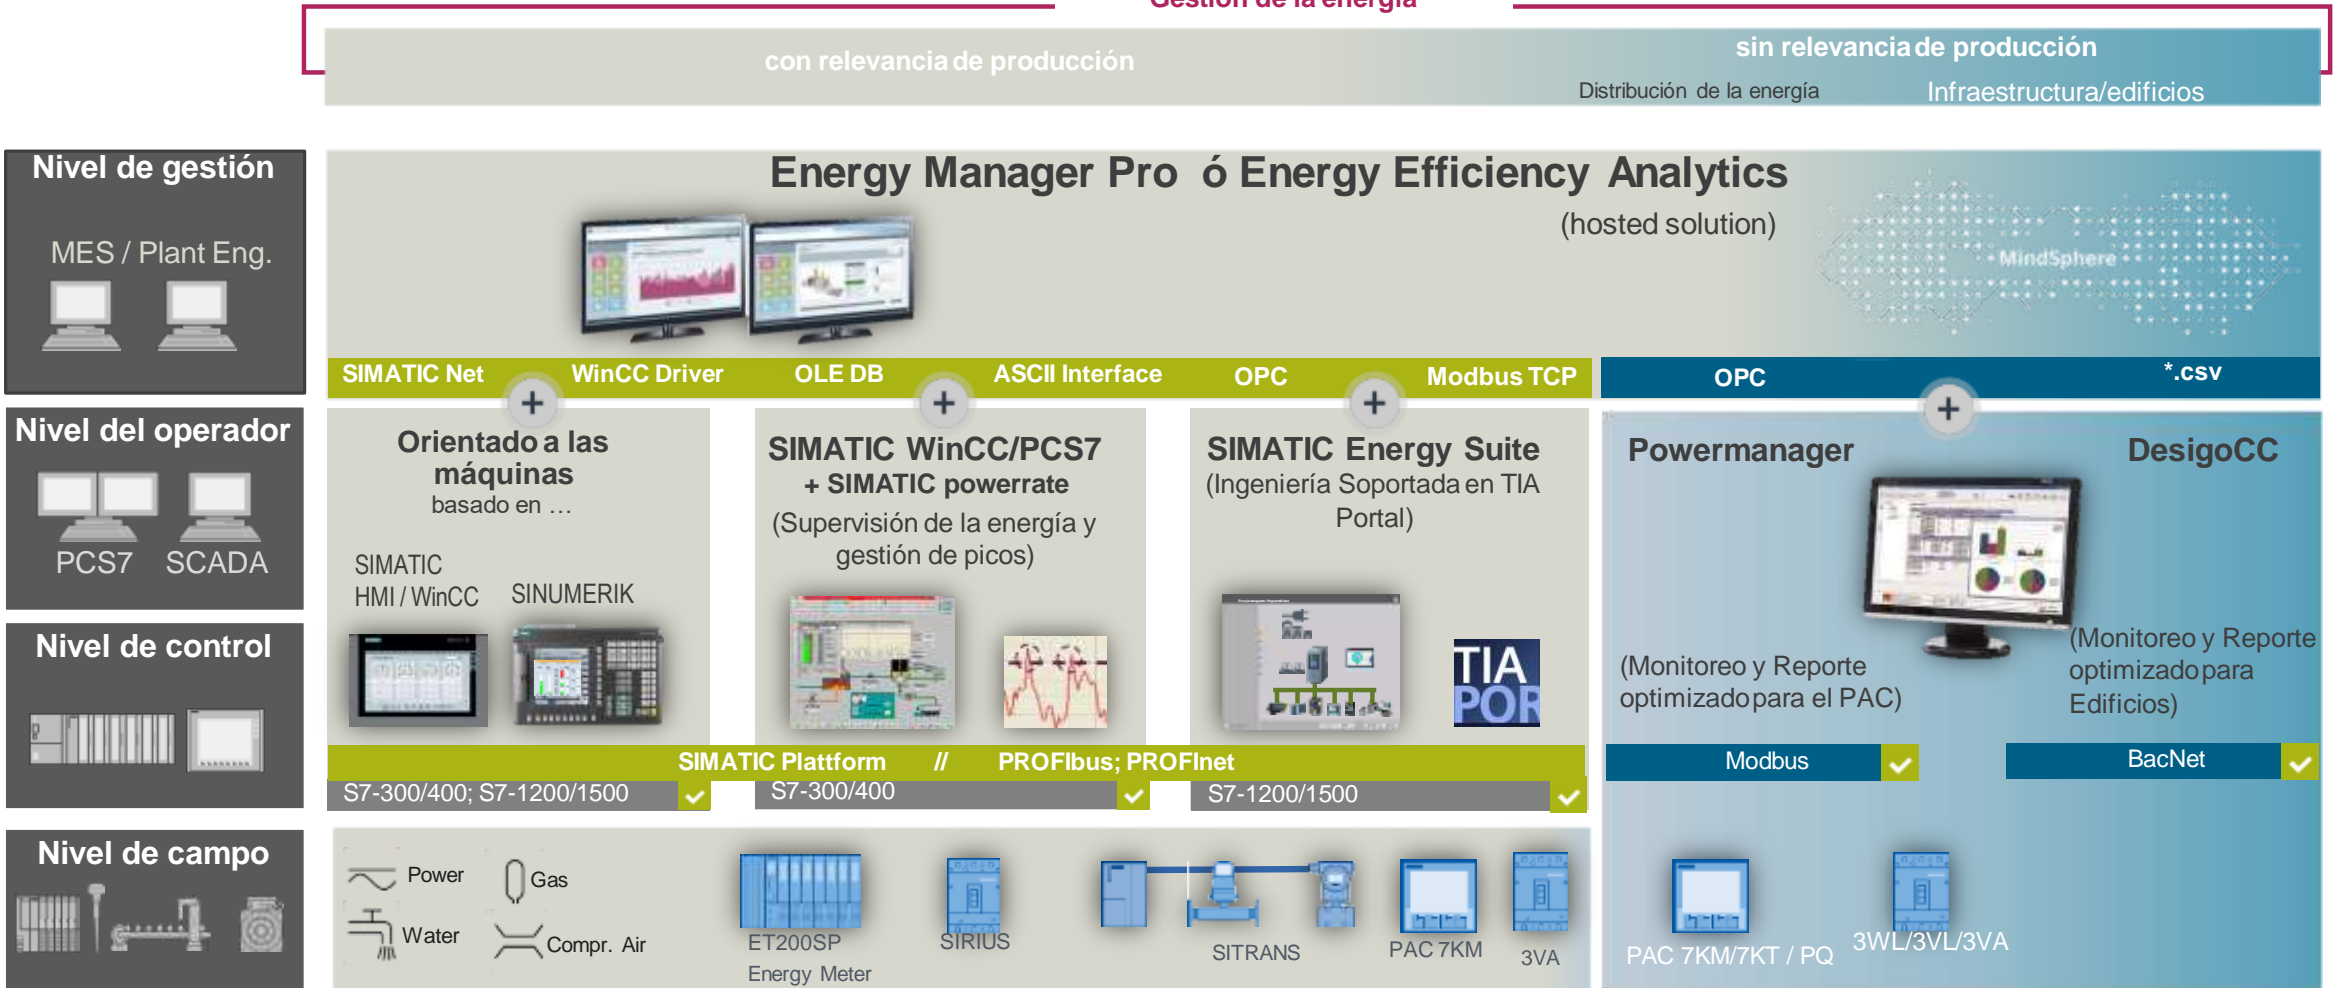 Gestión de la energía
con relevancia de producción
sin relevancia de producción
Distribución de la energía
Infraestructura/edificios
Nivel de gestión
MES / Plant Eng.
Energy Manager Pro ó Energy Efficiency Analytics
(hosted solution)
MindSphere
SIMATIC Net
WinCC Driver
OLE DB
ASCII Interface
OPC
Modbus TCP
OPC
*.csv
Nivel del operador
PCS7
SCADA
Orientado a las
máquinas
basado en …
SIMATIC
HMI / WinCC
SINUMERIK
SIMATIC WinCC/PCS7
+ SIMATIC powerrate
(Supervisión de la energía y
gestión de picos)
SIMATIC Energy Suite
(Ingeniería Soportada en TIA
Portal)
TIA
POR
Powermanager
DesigoCC
(Monitoreo y Reporte
optimizado para el PAC)
(Monitoreo y Reporte
optimizado para
Edificios)
Nivel de control
SIMATIC Plattform // PROFIbus; PROFInet
S7-300/400; S7-1200/1500
S7-300/400
S7-1200/1500
Modbus
BacNet
Nivel de campo
Power
Gas
Water
Compr. Air
ET200SP
Energy Meter
SIRIUS
SITRANS
PAC 7KM
3VA
PAC 7KM/7KT / PQ
3WL/3VL/3VA